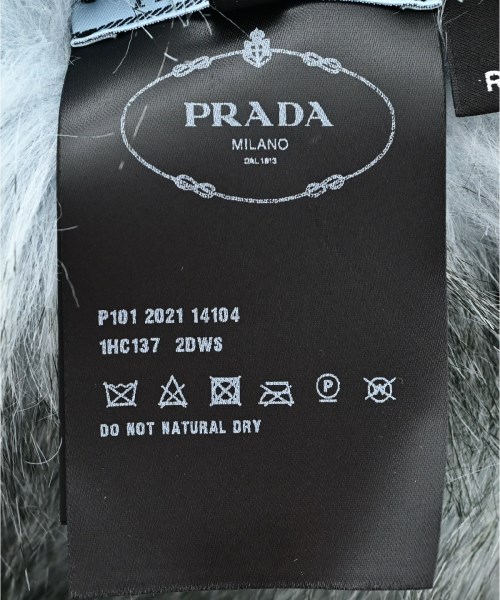 PRADA
MILANO
DAL 1913
P101 2021 14104
1HC137 2DWS
P
W
DO NOT NATURAL DRY
R